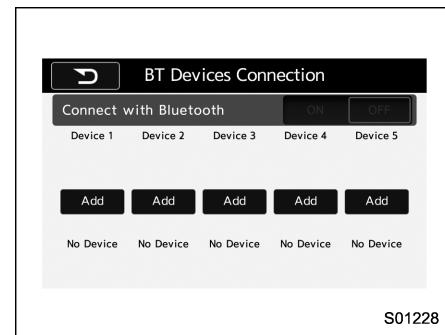 BT Devices Connection
Connect with Bluetooth ON OFF
Device 1 Device 2 Device 3 Device 4 Device 5
Add Add Add Add Add
No Device No Device No Device No Device No Device
S01228